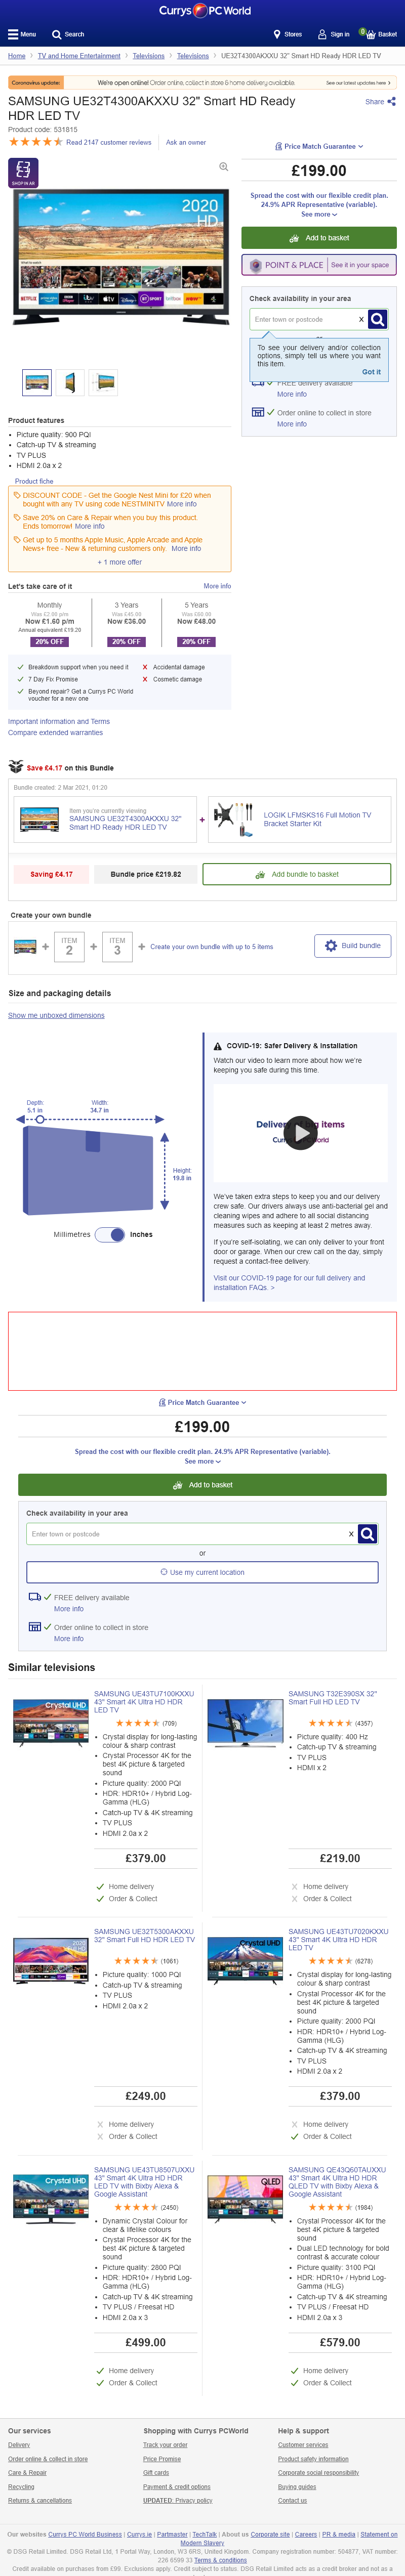 Currys PC World
Menu
Search
Stores
Sign in
0
Basket
Home > TV and Home Entertainment > Televisions > Televisions > UE32T4300AKXXU 32" Smart HD Ready HDR LED TV
Coronavirus update: We're open online! Order online, collect in store & home delivery available. See our latest updates here >
SAMSUNG UE32T4300AKXXU 32" Smart HD Ready
HDR LED TV
Share
Product code: 531815
Read 2147 customer reviews
Ask an owner
SHOP IN AR
2020
HD
Price Match Guarantee
£199.00
Spread the cost with our flexible credit plan.
24.9% APR Representative (variable).
See more
Add to basket
POINT & PLACE | See it in your space
Check availability in your area
Enter town or postcode
X
or
To see your delivery and/or collection
options, simply tell us where you want
this item.
Got it
FREE delivery available
More info
Order online to collect in store
More info
Product features
Picture quality: 900 PQI
Catch-up TV & streaming
TV PLUS
HDMI 2.0a x 2
Product fiche
DISCOUNT CODE - Get the Google Nest Mini for £20 when
bought with any TV using code NESTMINITV More info
Save 20% on Care & Repair when you buy this product.
Ends tomorrow! More info
Get up to 5 months Apple Music, Apple Arcade and Apple
News+ free - New & returning customers only. More info
+ 1 more offer
Let's take care of it
More info
Monthly
Was £2.00 p/m
Now £1.60 p/m
Annual equivalent £19.20
20% OFF
3 Years
Was £45.00
Now £36.00
20% OFF
5 Years
Was £60.00
Now £48.00
20% OFF
Breakdown support when you need it
Accidental damage
7 Day Fix Promise
Cosmetic damage
Beyond repair? Get a Currys PC World
voucher for a new one
Important information and Terms
Compare extended warranties
Save £4.17 on this Bundle
Bundle created: 2 Mar 2021, 01:20
Item you're currently viewing
SAMSUNG UE32T4300AKXXU 32"
Smart HD Ready HDR LED TV
+
LOGIK LFMSKS16 Full Motion TV
Bracket Starter Kit
Saving £4.17
Bundle price £219.82
Add bundle to basket
Create your own bundle
ITEM
2
ITEM
3
Create your own bundle with up to 5 items
Build bundle
Size and packaging details
Show me unboxed dimensions
Depth:
5.1 in
Width:
34.7 in
Height:
19.8 in
Millimetres
Inches
COVID-19: Safer Delivery & Installation
Watch our video to learn more about how we're
keeping you safe during this time.
We've taken extra steps to keep you and our delivery
crew safe. Our drivers always use anti-bacterial gel and
cleaning wipes and adhere to all social distancing
measures such as keeping at least 2 metres away.
If you're self-isolating, we can only deliver to your front
door or garage. When our crew call on the day, simply
request a contact-free delivery.
Visit our COVID-19 page for our full delivery and
installation FAQs. >
Price Match Guarantee
£199.00
Spread the cost with our flexible credit plan. 24.9% APR Representative (variable).
See more
Add to basket
Check availability in your area
Enter town or postcode
X
or
Use my current location
FREE delivery available
More info
Order online to collect in store
More info
Similar televisions
SAMSUNG UE43TU7100KXXU
43" Smart 4K Ultra HD HDR
LED TV
(709)
Crystal UHD
Crystal display for long-lasting
colour & sharp contrast
Crystal Processor 4K for the
best 4K picture & targeted
sound
Picture quality: 2000 PQI
HDR: HDR10+ / Hybrid Log-
Gamma (HLG)
Catch-up TV & 4K streaming
TV PLUS
HDMI 2.0a x 2
£379.00
Home delivery
Order & Collect
SAMSUNG T32E390SX 32"
Smart Full HD LED TV
(4357)
Picture quality: 400 Hz
Catch-up TV & streaming
TV PLUS
HDMI x 2
£219.00
Home delivery
Order & Collect
SAMSUNG UE32T5300AKXXU
32" Smart Full HD HDR LED TV
(1061)
Picture quality: 1000 PQI
Catch-up TV & streaming
TV PLUS
HDMI 2.0a x 2
£249.00
Home delivery
Order & Collect
SAMSUNG UE43TU7020KXXU
43" Smart 4K Ultra HD HDR
LED TV
(6278)
Crystal UHD
Crystal display for long-lasting
colour & sharp contrast
Crystal Processor 4K for the
best 4K picture & targeted
sound
Picture quality: 2000 PQI
HDR: HDR10+ / Hybrid Log-
Gamma (HLG)
Catch-up TV & 4K streaming
TV PLUS
HDMI 2.0a x 2
£379.00
Home delivery
Order & Collect
SAMSUNG UE43TU8507UXXU
43" Smart 4K Ultra HD HDR
LED TV with Bixby Alexa &
Google Assistant
(2450)
Crystal UHD
Dynamic Crystal Colour for
clear & lifelike colours
Crystal Processor 4K for the
best 4K picture & targeted
sound
Picture quality: 2800 PQI
HDR: HDR10+ / Hybrid Log-
Gamma (HLG)
Catch-up TV & 4K streaming
TV PLUS / Freesat HD
HDMI 2.0a x 3
£499.00
Home delivery
Order & Collect
SAMSUNG QE43Q60TAUXXU
43" Smart 4K Ultra HD HDR
QLED TV with Bixby Alexa &
Google Assistant
(1984)
QLED
Crystal Processor 4K for the
best 4K picture & targeted
sound
Dual LED technology for bold
contrast & accurate colour
Picture quality: 3100 PQI
HDR: HDR10+ / Hybrid Log-
Gamma (HLG)
Catch-up TV & 4K streaming
TV PLUS / Freesat HD
HDMI 2.0a x 3
£579.00
Home delivery
Order & Collect
Our services
Delivery
Order online & collect in store
Care & Repair
Recycling
Returns & cancellations
Shopping with Currys PCWorld
Track your order
Price Promise
Gift cards
Payment & credit options
UPDATED: Privacy policy
Help & support
Customer services
Product safety information
Corporate social responsibility
Buying guides
Contact us
Our websites Currys PC World Business | Currys.ie | Partmaster | TechTalk | About us Corporate site | Careers | PR & media | Statement on
Modern Slavery
© DSG Retail Limited. DSG Retail Ltd, 1 Portal Way, London, W3 6RS, United Kingdom. Company registration number: 504877, VAT number:
226 6599 33 Terms & conditions
Credit available on purchases from £99. Exclusions apply. Credit subject to status. DSG Retail Limited acts as a credit broker and not as a